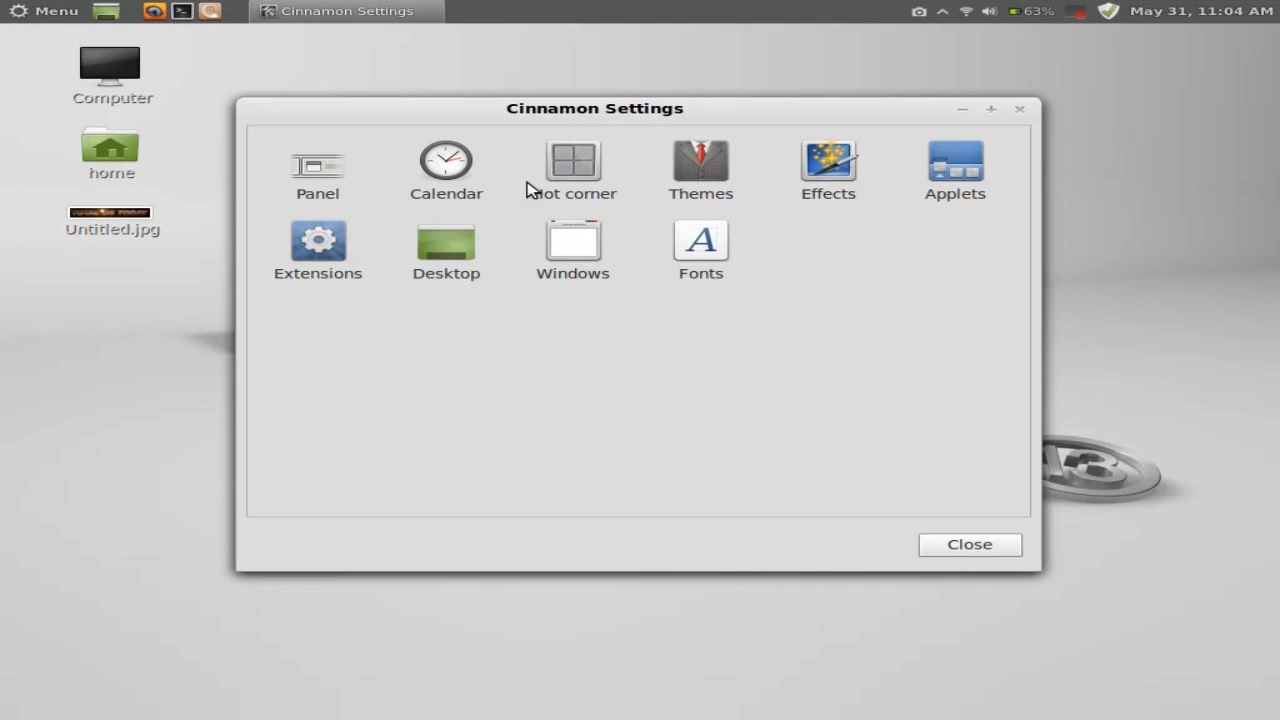 Menu
Cinnamon Settings
63%
May 31, 11:04 AM
Computer
home
Untitled.jpg
Cinnamon Settings
Panel
Calendar
Hot corner
Themes
Effects
Applets
Extensions
Desktop
Windows
A
Fonts
Close